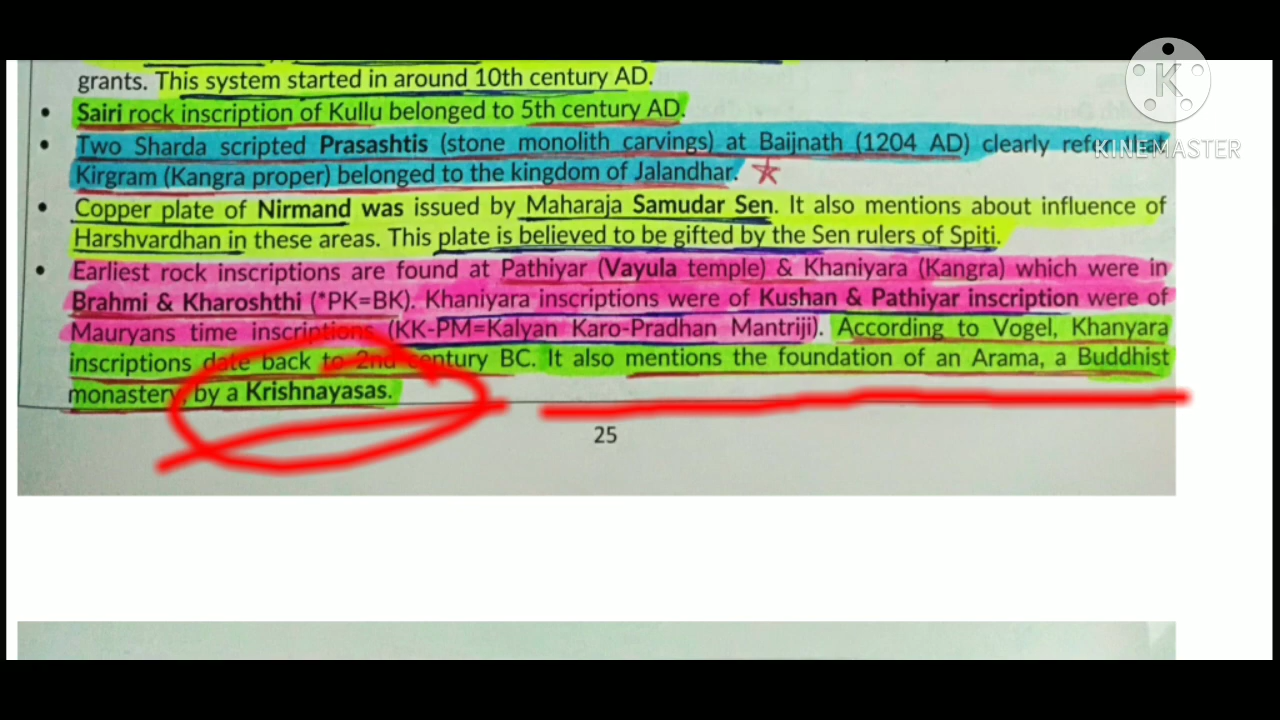 grants. This system started in around 10th century AD.
K
KINEMASTER
• Sairi rock inscription of Kullu belonged to 5th century AD.
• Two Sharda scripted Prasashtis (stone monolith carvings) at Baijnath (1204 AD) clearly refers
Kirgram (Kangra proper) belonged to the kingdom of Jalandhar.
• Copper plate of Nirmand was issued by Maharaja Samudar Sen. It also mentions about influence of
Harshvardhan in these areas. This plate is believed to be gifted by the Sen rulers of Spiti.
• Earliest rock inscriptions are found at Pathiyar (Vayula temple) & Khaniyara (Kangra) which were in
Brahmi & Kharoshthi (*PK=BK). Khaniyara inscriptions were of Kushan & Pathiyar inscription were of
Mauryans time inscriptions (KK-PM=Kalyan Karo-Pradhan Mantriji). According to Vogel, Khanyara
inscriptions date back to 2nd century BC. It also mentions the foundation of an Arama, a Buddhist
monastery, by a Krishnayasas.
25